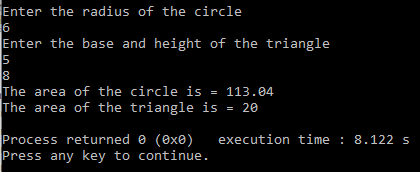 Enter the radius of the circle
6
Enter the base and height of the triangle
5
8
The area of the circle is = 113.04
The area of the triangle is = 20
Process returned 0 (0x0)   execution time : 8.122 s
Press any key to continue.